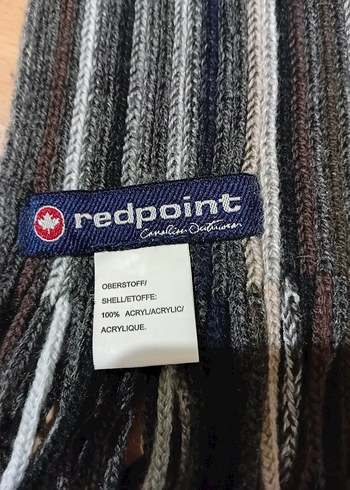 redpoint
Canadian Outerwear
OBERSTOFF/
SHELL/ETOFFE:
100% ACRYL/ACRYLIC/
ACRYLIQUE.